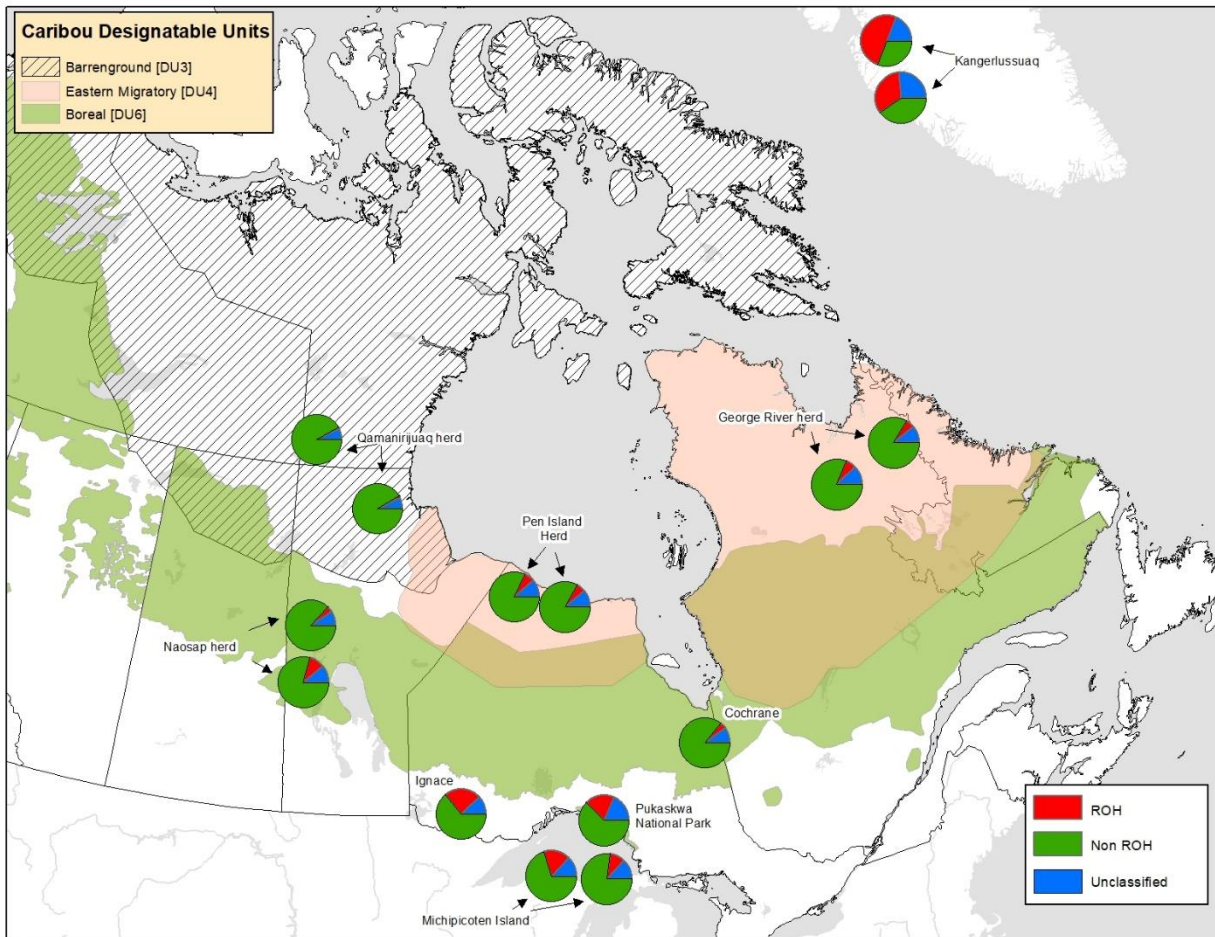 Caribou Designatable Units
Barrenground [DU3]
Eastern Migratory [DU4]
Boreal [DU6]
Kangerlussuaq
George River herd
Qamanirijuaq herd
Pen Island
Herd
Naosap herd
Cochrane
Ignace
Pukaskwa
National Park
Michipicoten Island
ROH
Non ROH
Unclassified